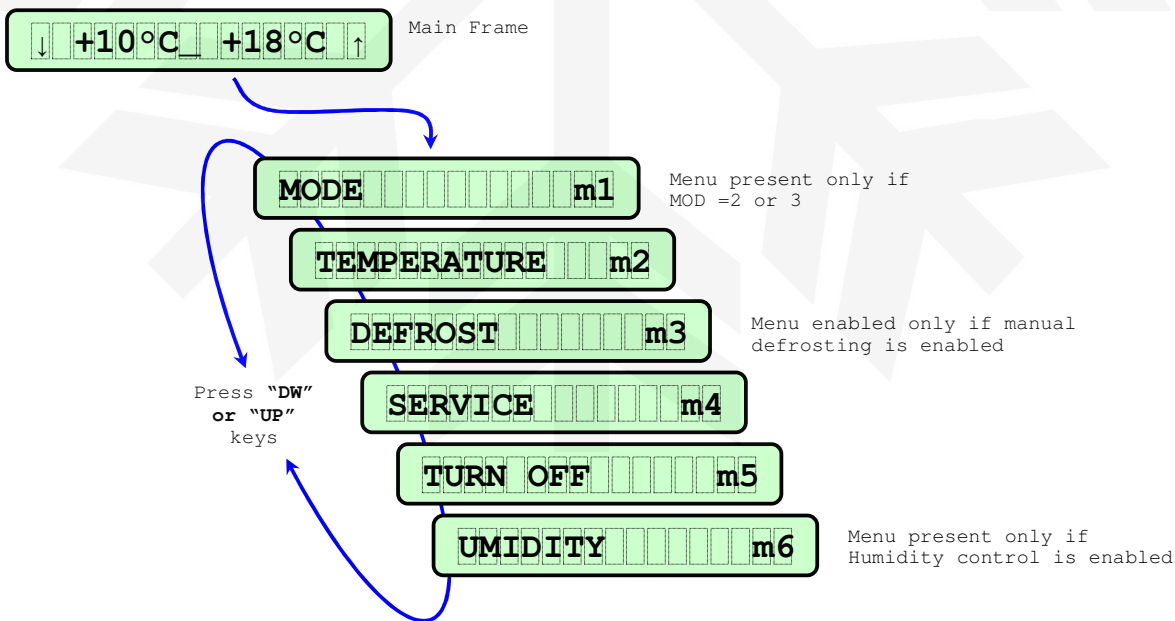 ↓ +10°C_ +18°C ↑
Main Frame
MODE m1
Menu present only if
MOD =2 or 3
TEMPERATURE m2
DEFROST m3
Menu enabled only if manual
defrosting is enabled
Press “DW”
or “UP”
keys
SERVICE m4
TURN OFF m5
UMIDITY m6
Menu present only if
Humidity control is enabled